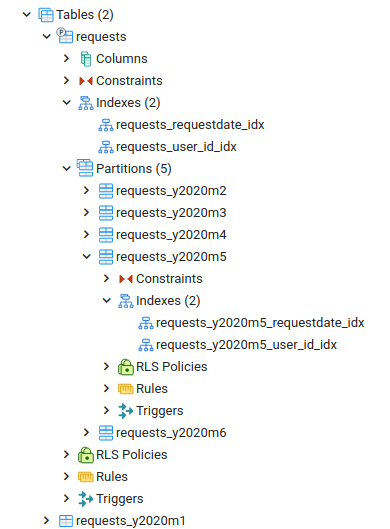 Tables (2)
requests
Columns
Constraints
Indexes (2)
requests_requestdate_idx
requests_user_id_idx
Partitions (5)
requests_y2020m2
requests_y2020m3
requests_y2020m4
requests_y2020m5
Constraints
Indexes (2)
requests_y2020m5_requestdate_idx
requests_y2020m5_user_id_idx
RLS Policies
Rules
Triggers
requests_y2020m6
RLS Policies
Rules
Triggers
requests_y2020m1